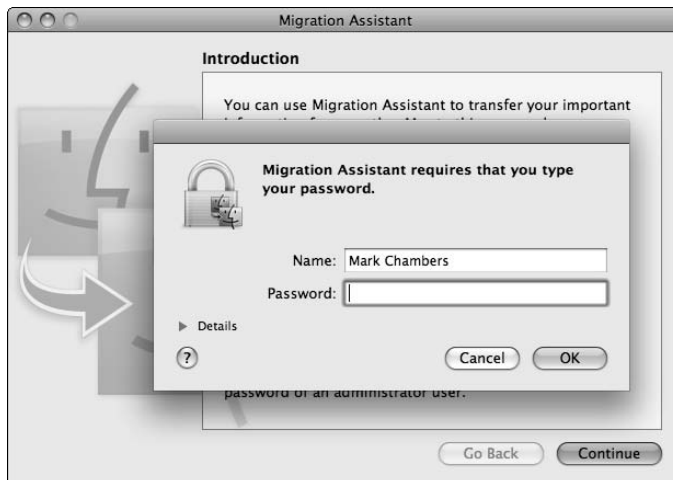 Migration Assistant
Introduction
You can use Migration Assistant to transfer your important
Migration Assistant requires that you type
your password.
Name: Mark Chambers
Password:
Details
?
Cancel OK
password of an administrator user.
Go Back Continue